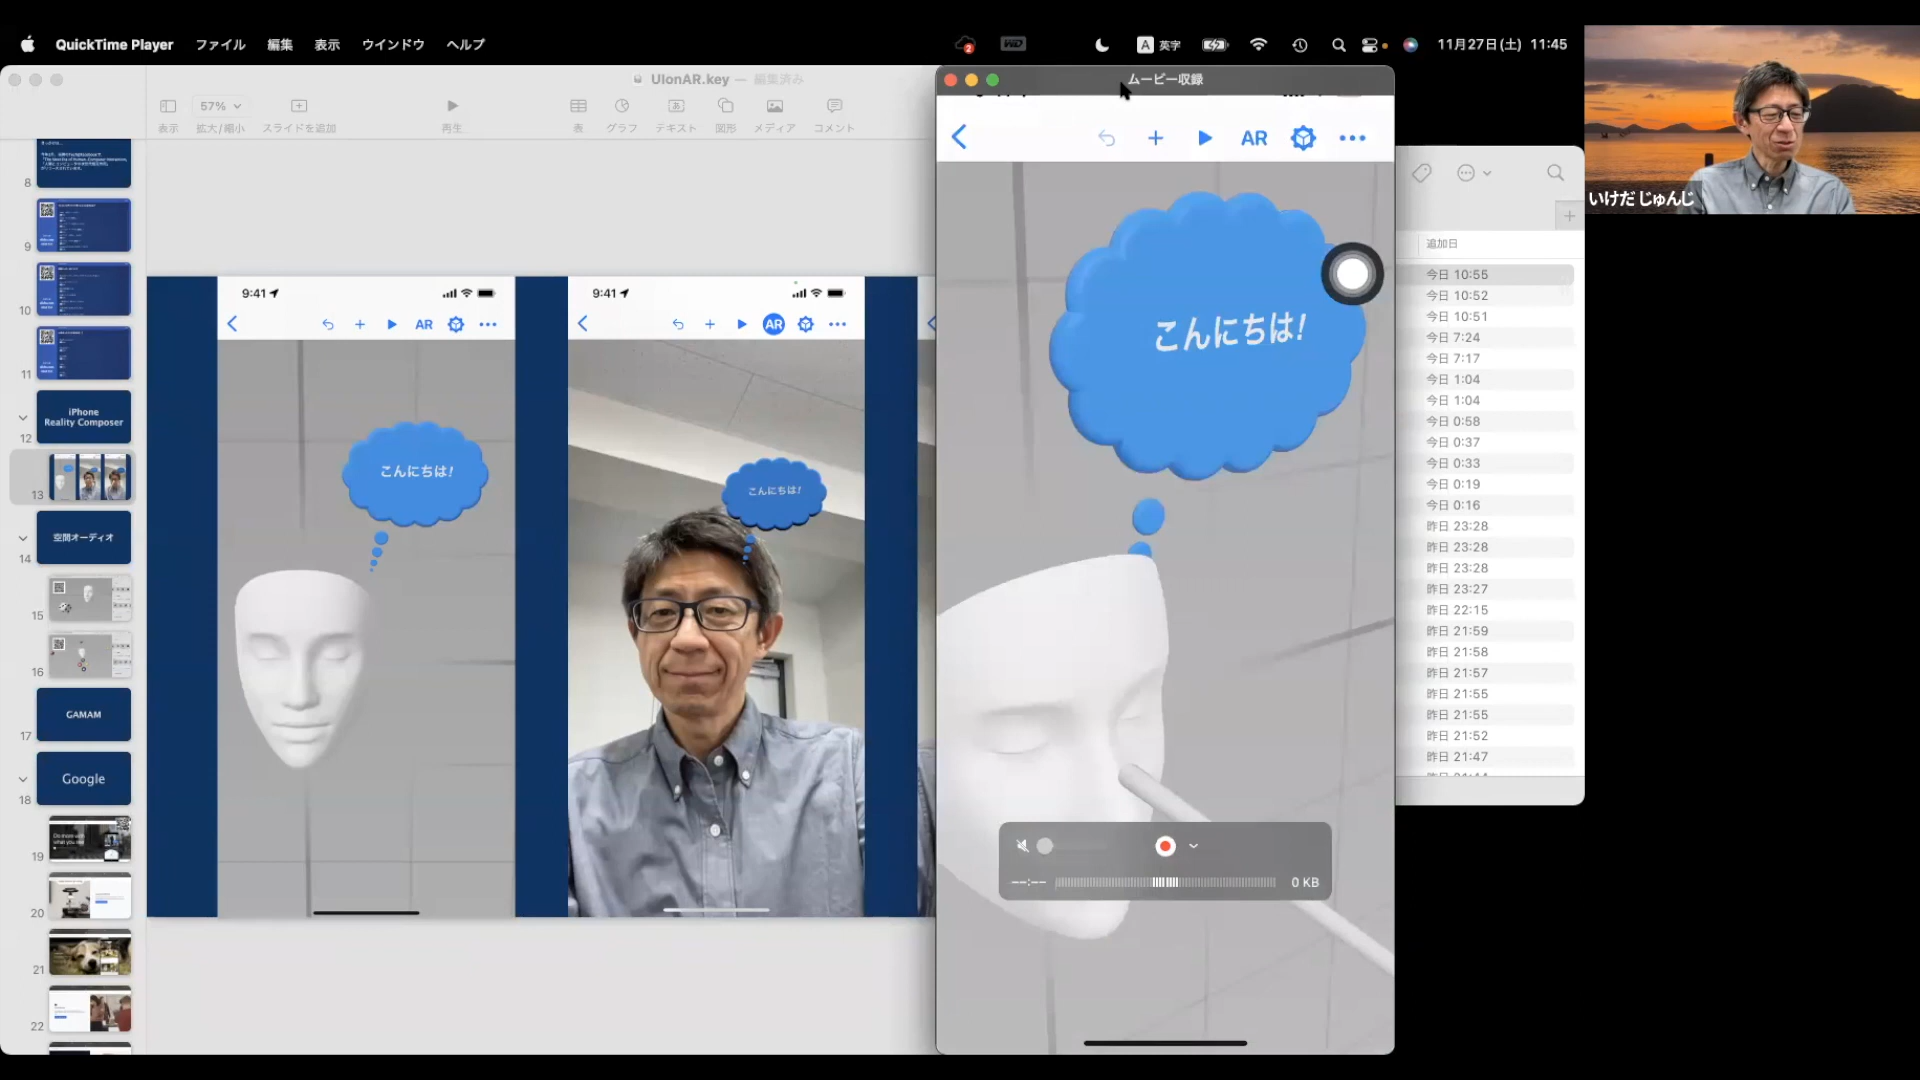 QuickTime Player ファイル 編集 表示 ウインドウ ヘルプ
2
WD
A 英字
11月27日(土) 11:45
UIonAR.key — 編集済み
57%
表示 拡大/縮小 スライドを追加 再生 表 グラフ テキスト 図形 メディア コメント
8
9
10
11
iPhone
Reality Composer
12
13
空間オーディオ
14
15
16
GAMAM
17
Google
18
19
20
21
22
9:41
AR
こんにちは!
9:41
AR
こんにちは!
ムービー収録
AR
こんにちは!
--:--
0 KB
いけだ じゅんじ
追加日
今日 10:55
今日 10:52
今日 10:51
今日 7:24
今日 7:17
今日 1:04
今日 1:04
今日 0:58
今日 0:37
今日 0:33
今日 0:19
今日 0:16
昨日 23:28
昨日 23:28
昨日 23:28
昨日 23:27
昨日 22:15
昨日 21:59
昨日 21:58
昨日 21:57
昨日 21:55
昨日 21:55
昨日 21:52
昨日 21:47